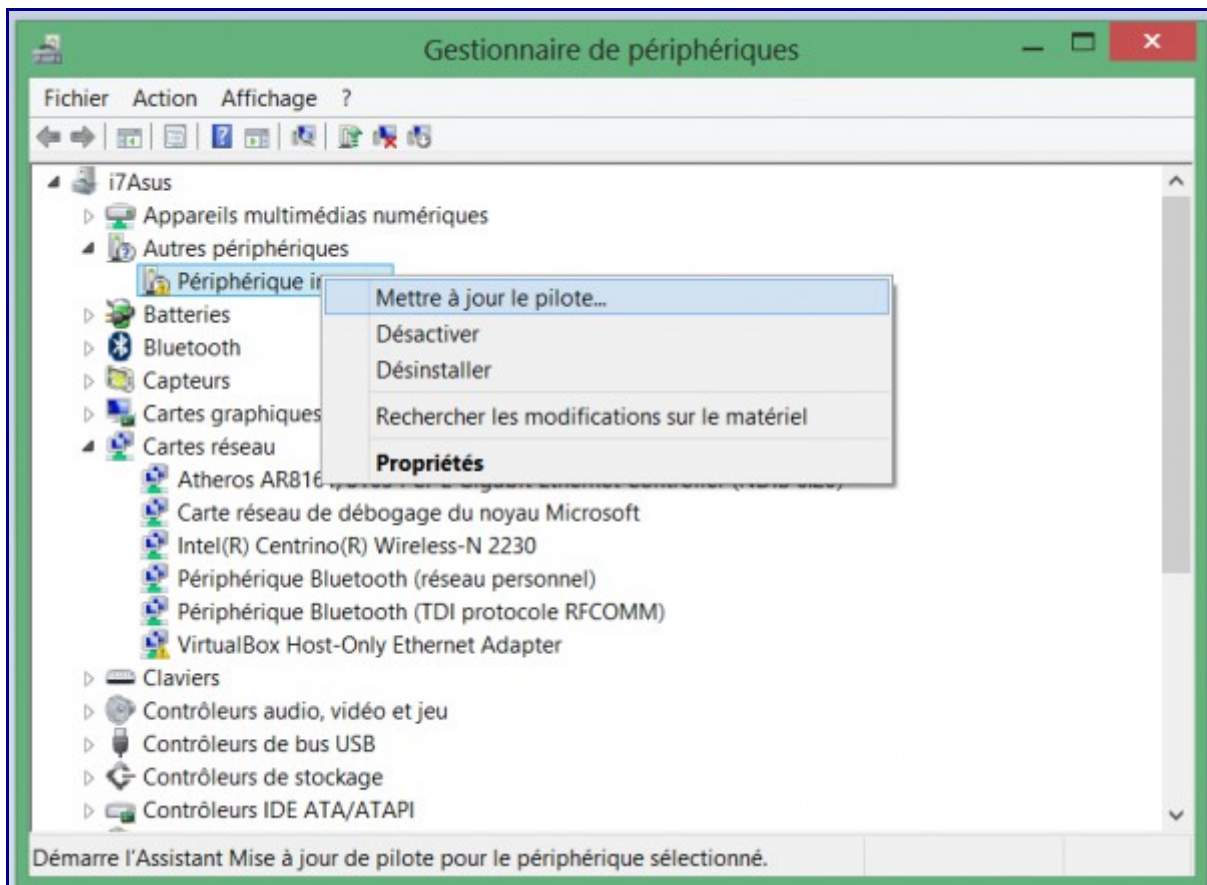 Gestionnaire de périphériques
Fichier Action Affichage ?
i7Asus
Appareils multimédias numériques
Autres périphériques
Périphérique
Mettre à jour le pilote...
Désactiver
Désinstaller
Rechercher les modifications sur le matériel
Propriétés
Batteries
Bluetooth
Capteurs
Cartes graphiques
Cartes réseau
Atheros
Carte réseau de débogage du noyau Microsoft
Intel(R) Centrino(R) Wireless-N 2230
Périphérique Bluetooth (réseau personnel)
Périphérique Bluetooth (TDI protocole RFCOMM)
VirtualBox Host-Only Ethernet Adapter
Claviers
Contrôleurs audio, vidéo et jeu
Contrôleurs de bus USB
Contrôleurs de stockage
Contrôleurs IDE ATA/ATAPI
Démarre l'Assistant Mise à jour de pilote pour le périphérique sélectionné.